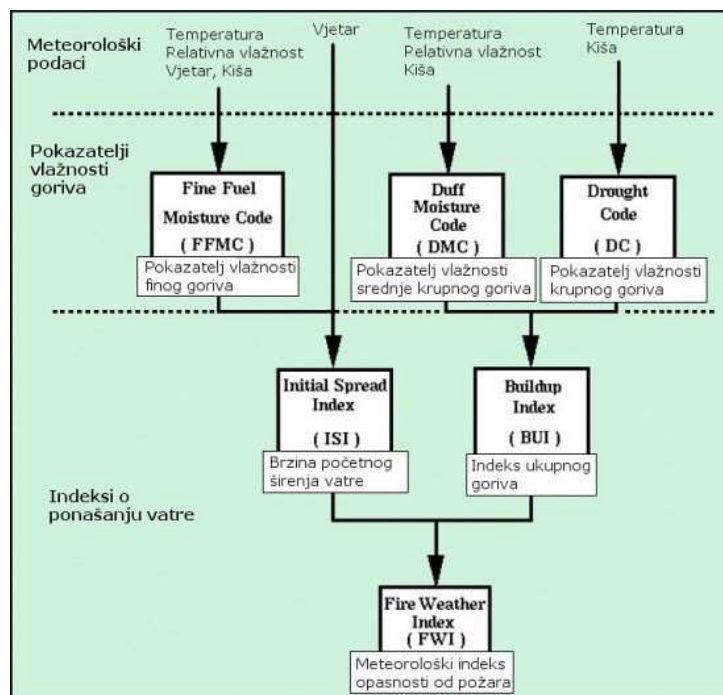 Meteorološki
podaci
Temperatura
Relativna vlažnost
Vjetar, Kiša
Vjetar
Temperatura
Relativna vlažnost
Kiša
Temperatura
Kiša
Pokazatelji
vlažnosti
goriva
Fine Fuel
Moisture Code
( FFMC )
Pokazatelj vlažnosti
finog goriva
Duff
Moisture
Code
( DMC )
Pokazatelj vlažnosti
srednje krupnog goriva
Drought
Code
( DC )
Pokazatelj vlažnosti
krupnog goriva
Initial Spread
Index
( ISI )
Brzina početnog
širenja vatre
Buildup
Index
( BUI )
Indeks ukupnog
goriva
Indeksi o
ponašanju vatre
Fire Weather
Index
( FWI )
Meteorološki indeks
opasnosti od požara